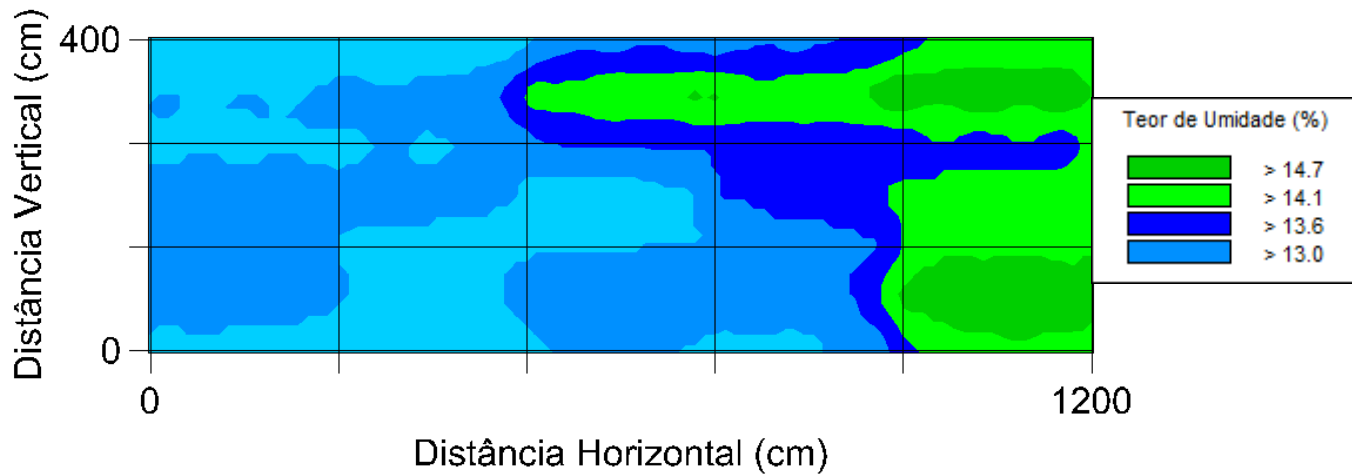 400
Distância Vertical (cm)
0
0
1200
Distância Horizontal (cm)
Teor de Umidade (%)
> 14.7
> 14.1
> 13.6
> 13.0